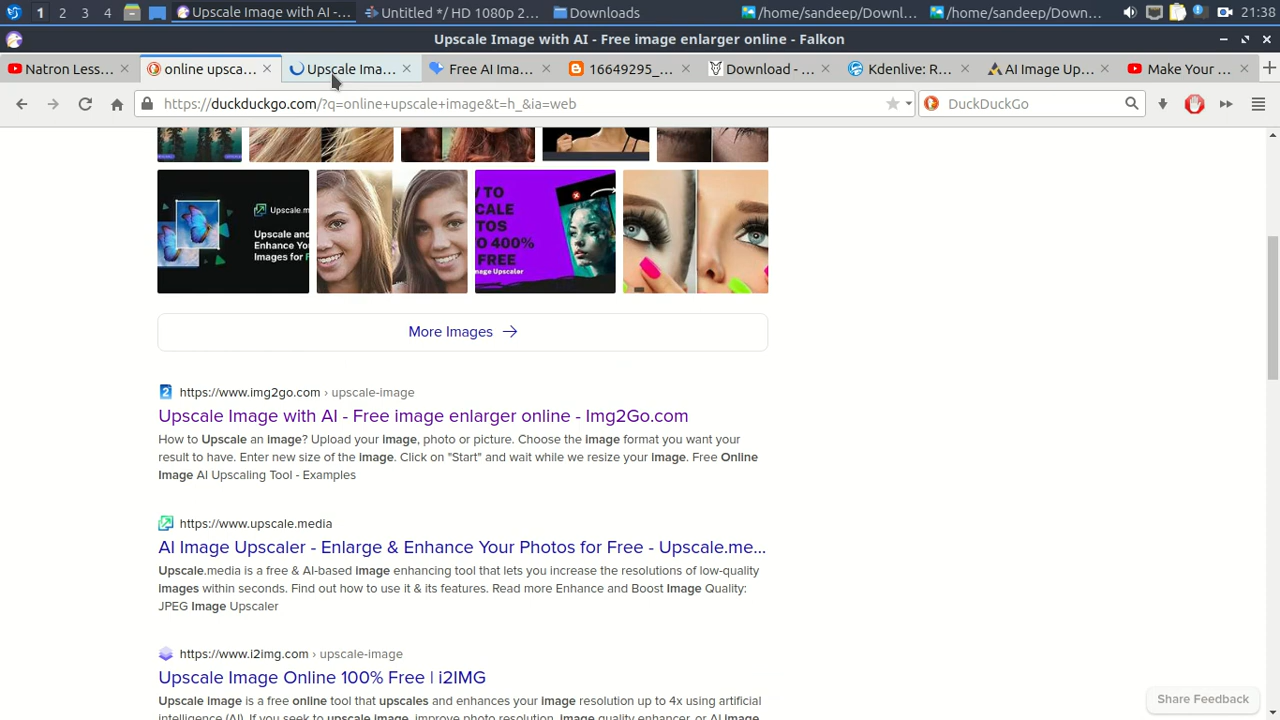 1 2 3 4 Upscale Image with AI -... Untitled */ HD 1080p 2... Downloads /home/sandeep/Downl... /home/sandeep/Down... 21:38
Upscale Image with AI - Free image enlarger online - Falkon
Natron Less... online upsca... Upscale Ima... Free AI Ima... 16649295_... Download - ... Kdenlive: R... AI Image Up... Make Your ...
https://duckduckgo.com/?q=online+upscale+image&t=h_&ia=web DuckDuckGo
Upscale.m
Upscale and
Enhance Your
Images for F
V TO
SCALE
OTOS
O 400%
FREE
mage Upscaler
More Images →
https://www.img2go.com › upscale-image
Upscale Image with AI - Free image enlarger online - Img2Go.com
How to Upscale an Image? Upload your image, photo or picture. Choose the image format you want your
result to have. Enter new size of the image. Click on "Start" and wait while we resize your image. Free Online
Image AI Upscaling Tool - Examples
https://www.upscale.media
AI Image Upscaler - Enlarge & Enhance Your Photos for Free - Upscale.me...
Upscale.media is a free & AI-based image enhancing tool that lets you increase the resolutions of low-quality
images within seconds. Find out how to use it & its features. Read more Enhance and Boost Image Quality:
JPEG Image Upscaler
https://www.i2img.com › upscale-image
Upscale Image Online 100% Free | i2IMG
Upscale image is a free online tool that upscales and enhances your image resolution up to 4x using artificial
intelligence (AI). If you seek to upscale image, improve photo resolution, image quality enhancer, or AI Image
Share Feedback